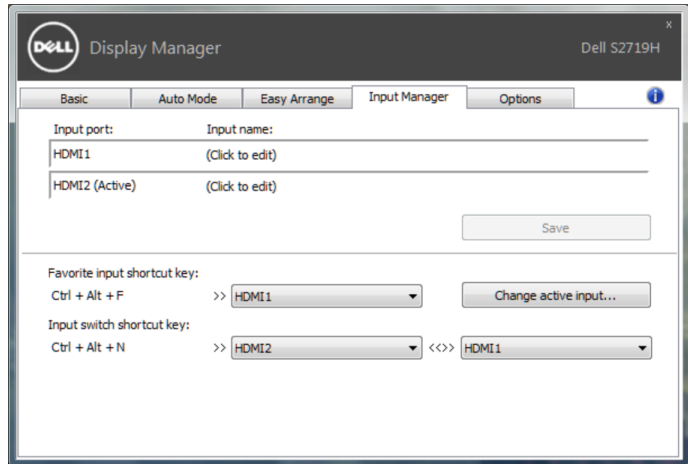 x
DELL Display Manager Dell S2719H
Basic Auto Mode Easy Arrange Input Manager Options i
Input port: Input name:
HDMI1 (Click to edit)
HDMI2 (Active) (Click to edit)
Save
Favorite input shortcut key:
Ctrl + Alt + F >> HDMI1 Change active input...
Input switch shortcut key:
Ctrl + Alt + N >> HDMI2 <<>> HDMI1